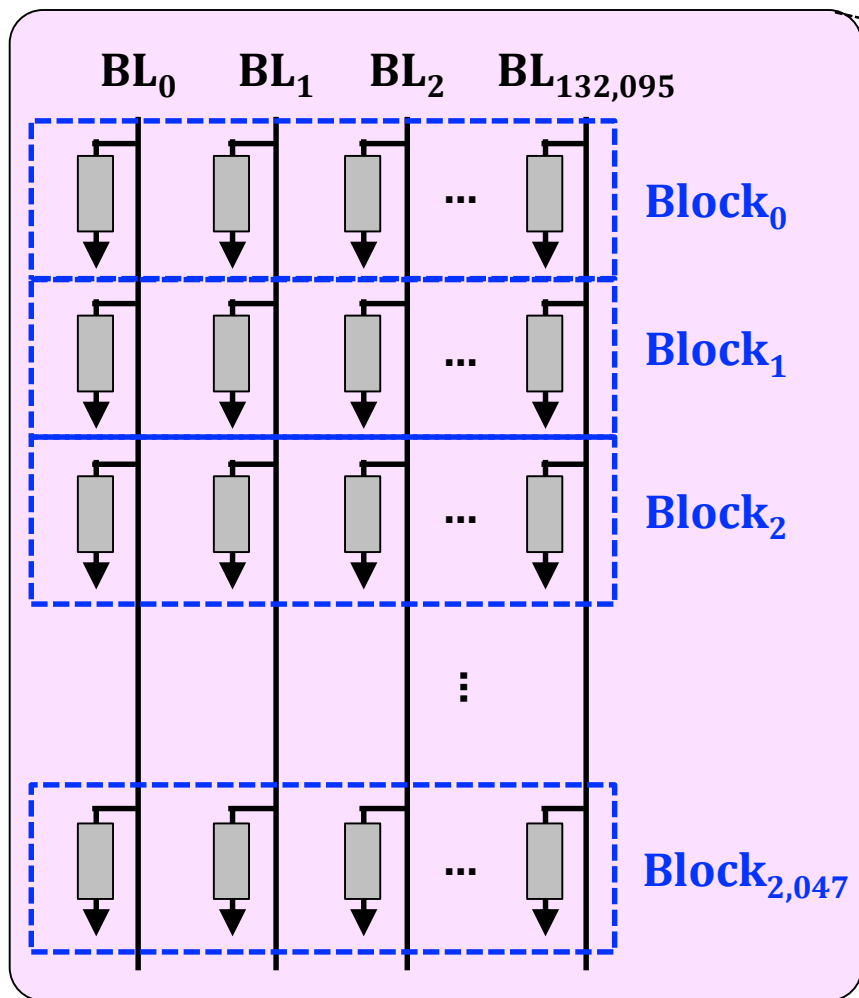 BL₀ BL₁ BL₂ BL₁₃₂,₀₉₅
... Block₀
... Block₁
... Block₂
⋮
... Block₂,₀₄₇